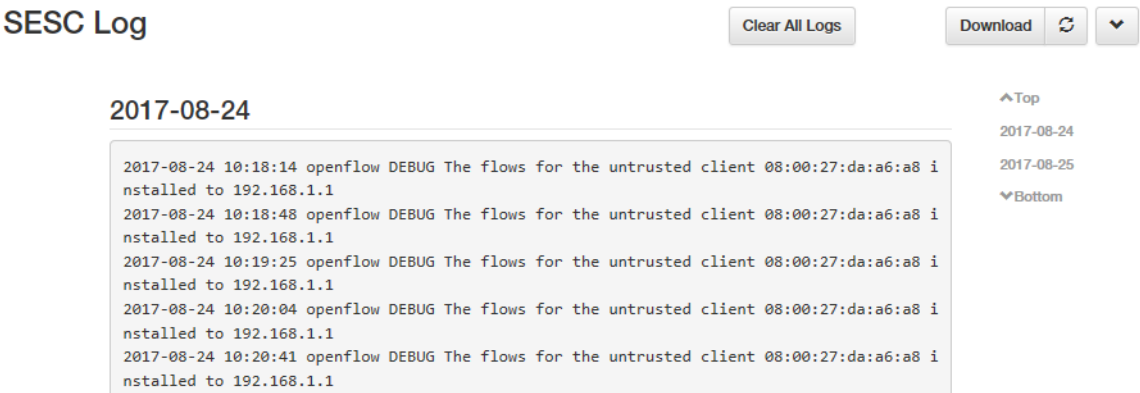 SESC Log
Clear All Logs
Download
2017-08-24
2017-08-24 10:18:14 openflow DEBUG The flows for the untrusted client 08:00:27:da:a6:a8 i
nstalled to 192.168.1.1
2017-08-24 10:18:48 openflow DEBUG The flows for the untrusted client 08:00:27:da:a6:a8 i
nstalled to 192.168.1.1
2017-08-24 10:19:25 openflow DEBUG The flows for the untrusted client 08:00:27:da:a6:a8 i
nstalled to 192.168.1.1
2017-08-24 10:20:04 openflow DEBUG The flows for the untrusted client 08:00:27:da:a6:a8 i
nstalled to 192.168.1.1
2017-08-24 10:20:41 openflow DEBUG The flows for the untrusted client 08:00:27:da:a6:a8 i
nstalled to 192.168.1.1
Top
2017-08-24
2017-08-25
Bottom